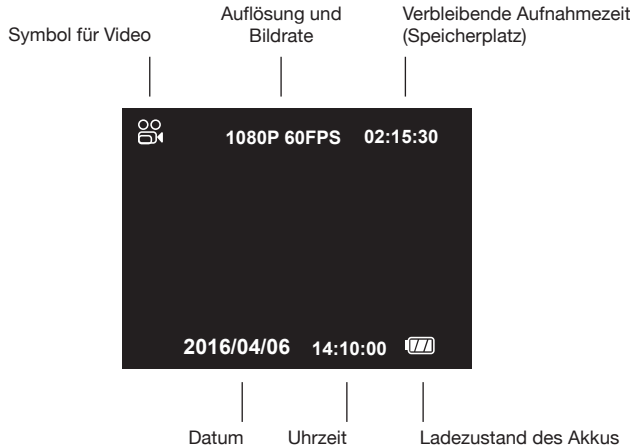 Symbol für Video
Auflösung und
Bildrate
Verbleibende Aufnahmezeit
(Speicherplatz)
1080P 60FPS
02:15:30
2016/04/06
14:10:00
Datum
Uhrzeit
Ladezustand des Akkus